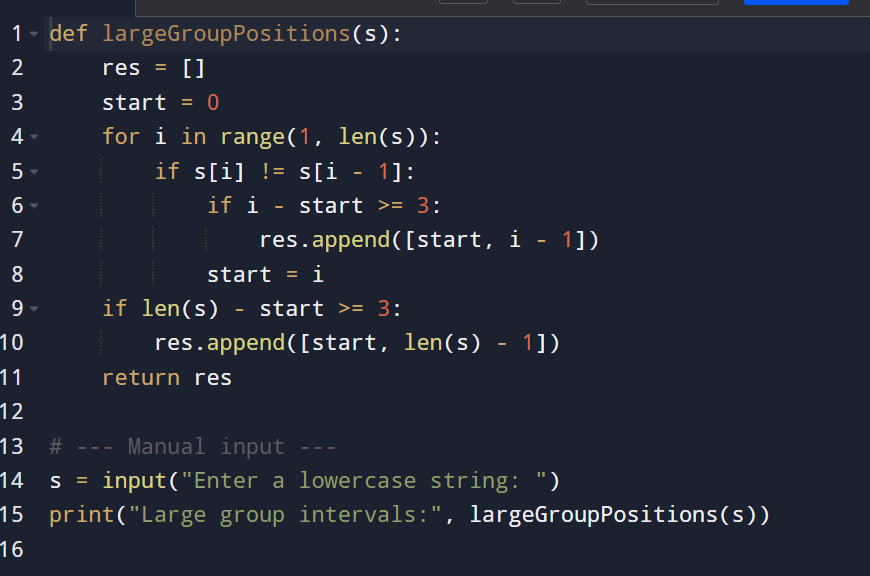 1 def largeGroupPositions(s):
2     res = []
3     start = 0
4     for i in range(1, len(s)):
5         if s[i] != s[i - 1]:
6             if i - start >= 3:
7                 res.append([start, i - 1])
8             start = i
9     if len(s) - start >= 3:
10         res.append([start, len(s) - 1])
11     return res
12
13 # --- Manual input ---
14 s = input("Enter a lowercase string: ")
15 print("Large group intervals:", largeGroupPositions(s))
16